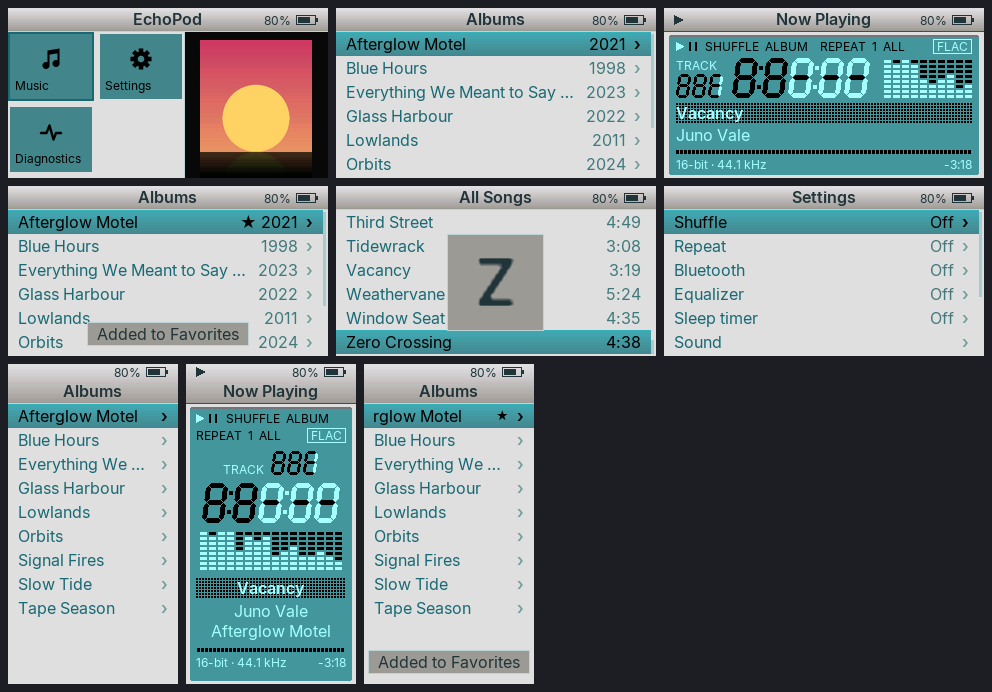 EchoPod 80%
Music
Settings
Diagnostics
Albums 80%
Afterglow Motel 2021 ›
Blue Hours 1998 ›
Everything We Meant to Say ... 2023 ›
Glass Harbour 2022 ›
Lowlands 2011 ›
Orbits 2024 ›
Now Playing 80%
SHUFFLE ALBUM REPEAT 1 ALL FLAC
TRACK
Vacancy
Juno Vale
16-bit · 44.1 kHz -3:18
Albums 80%
Afterglow Motel ★ 2021 ›
Blue Hours 1998 ›
Everything We Meant to Say ... 2023 ›
Glass Harbour 2022 ›
Lowlands 2011 ›
Orbits 2024 ›
Added to Favorites
All Songs 80%
Third Street 4:49
Tidewrack 3:08
Vacancy 3:19
Weathervane 5:24
Window Seat 4:35
Zero Crossing 4:38
Z
Settings 80%
Shuffle Off ›
Repeat Off ›
Bluetooth Off ›
Equalizer Off ›
Sleep timer Off ›
Sound ›
80%
Albums
Afterglow Motel ›
Blue Hours ›
Everything We ... ›
Glass Harbour ›
Lowlands ›
Orbits ›
Signal Fires ›
Slow Tide ›
Tape Season ›
80%
Now Playing
SHUFFLE ALBUM
REPEAT 1 ALL FLAC
TRACK
Vacancy
Juno Vale
Afterglow Motel
16-bit · 44.1 kHz -3:18
80%
Albums
rglow Motel ★ ›
Blue Hours ›
Everything We ... ›
Glass Harbour ›
Lowlands ›
Orbits ›
Signal Fires ›
Slow Tide ›
Tape Season ›
Added to Favorites